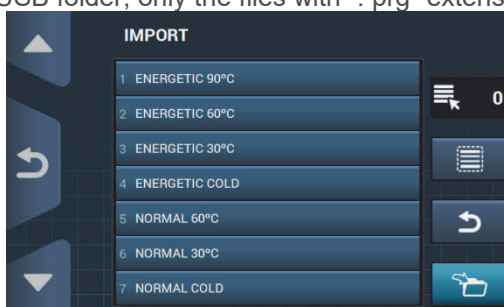 USB folder, only the files with ".prg" extens
IMPORT
1 ENERGETIC 90ºC
2 ENERGETIC 60ºC
3 ENERGETIC 30ºC
4 ENERGETIC COLD
5 NORMAL 60ºC
6 NORMAL 30ºC
7 NORMAL COLD
0